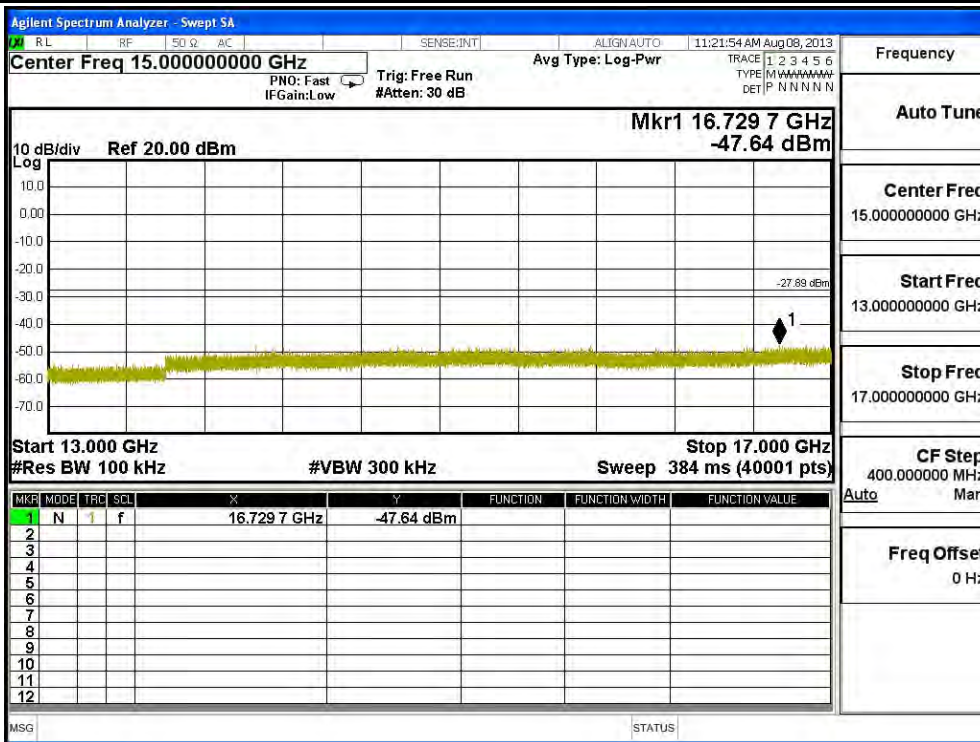 Agilent Spectrum Analyzer - Swept SA
RL RF 50 Ω AC SENSE:INT ALIGN AUTO 11:21:54 AM Aug 08, 2013
Center Freq 15.000000000 GHz
PNO: Fast
IFGain:Low
Trig: Free Run
#Atten: 30 dB
Avg Type: Log-Pwr
TRACE 1 2 3 4 5 6
TYPE M WWWWW
DET P N N N N N
Mkr1 16.729 7 GHz
-47.64 dBm
10 dB/div Ref 20.00 dBm
Log
10.0
0.00
-10.0
-20.0
-30.0
-40.0
-50.0
-60.0
-70.0
-27.89 dBm
1
Start 13.000 GHz Stop 17.000 GHz
#Res BW 100 kHz #VBW 300 kHz Sweep 384 ms (40001 pts)
MKR MODE TRC SCL X Y FUNCTION FUNCTION WIDTH FUNCTION VALUE
1 N 1 f 16.729 7 GHz -47.64 dBm
2
3
4
5
6
7
8
9
10
11
12
MSG STATUS
Frequency
Auto Tune
Center Freq
15.000000000 GHz
Start Freq
13.000000000 GHz
Stop Freq
17.000000000 GHz
CF Step
400.000000 MHz
Auto Man
Freq Offset
0 Hz